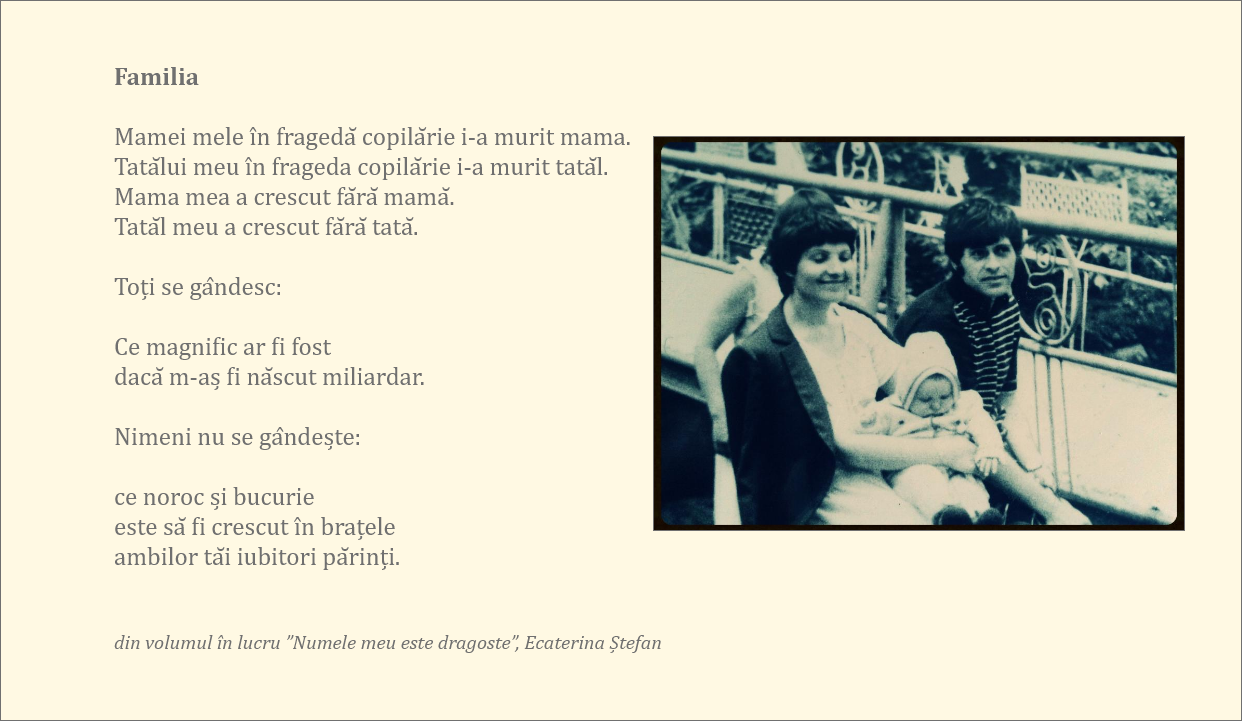 Familia
Mamei mele în fragedă copilărie i-a murit mama.
Tatălui meu în frageda copilărie i-a murit tatăl.
Mama mea a crescut fără mamă.
Tatăl meu a crescut fără tată.
Toți se gândesc:
Ce magnific ar fi fost
dacă m-aș fi născut miliardar.
Nimeni nu se gândește:
ce noroc și bucurie
este să fi crescut în brațele
ambilor tăi iubitori părinți.
din volumul în lucru ”Numele meu este dragoste”, Ecaterina Ștefan